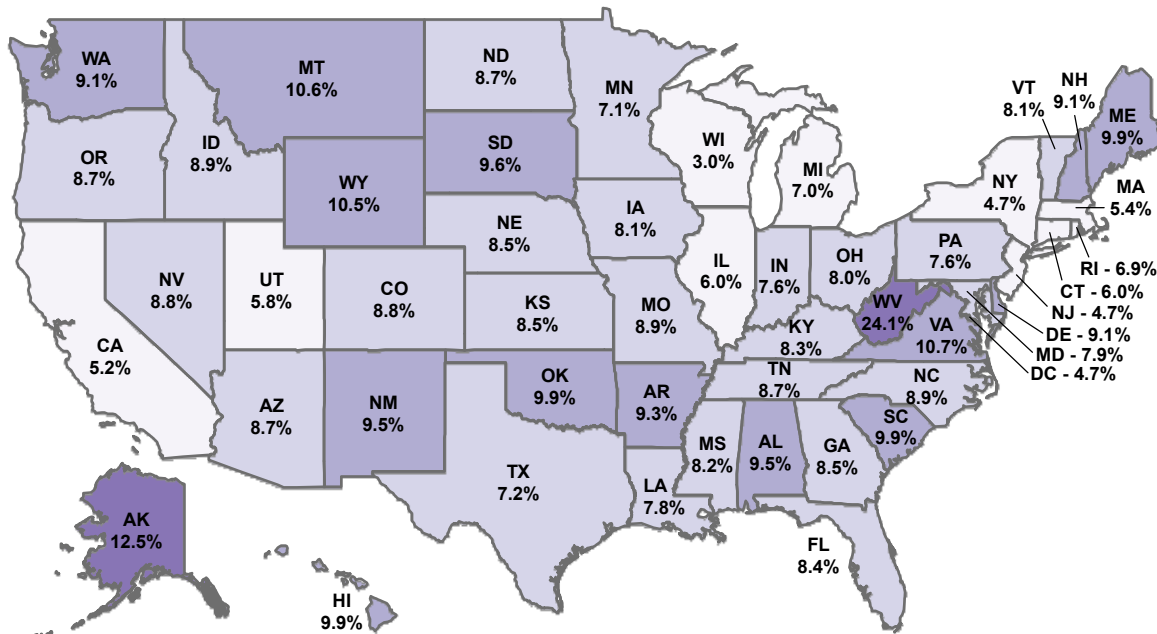 WA
9.1%
MT
10.6%
ND
8.7%
MN
7.1%
VT
8.1%
NH
9.1%
ME
9.9%
OR
8.7%
ID
8.9%
SD
9.6%
WI
3.0%
MI
7.0%
NY
4.7%
MA
5.4%
WY
10.5%
IA
8.1%
NE
8.5%
PA
7.6%
RI - 6.9%
CT - 6.0%
NJ - 4.7%
DE - 9.1%
MD - 7.9%
DC - 4.7%
NV
8.8%
UT
5.8%
CO
8.8%
KS
8.5%
MO
8.9%
IL
6.0%
IN
7.6%
OH
8.0%
WV
24.1%
VA
10.7%
KY
8.3%
CA
5.2%
AZ
8.7%
NM
9.5%
OK
9.9%
AR
9.3%
TN
8.7%
NC
8.9%
SC
9.9%
MS
8.2%
AL
9.5%
GA
8.5%
TX
7.2%
LA
7.8%
FL
8.4%
AK
12.5%
HI
9.9%